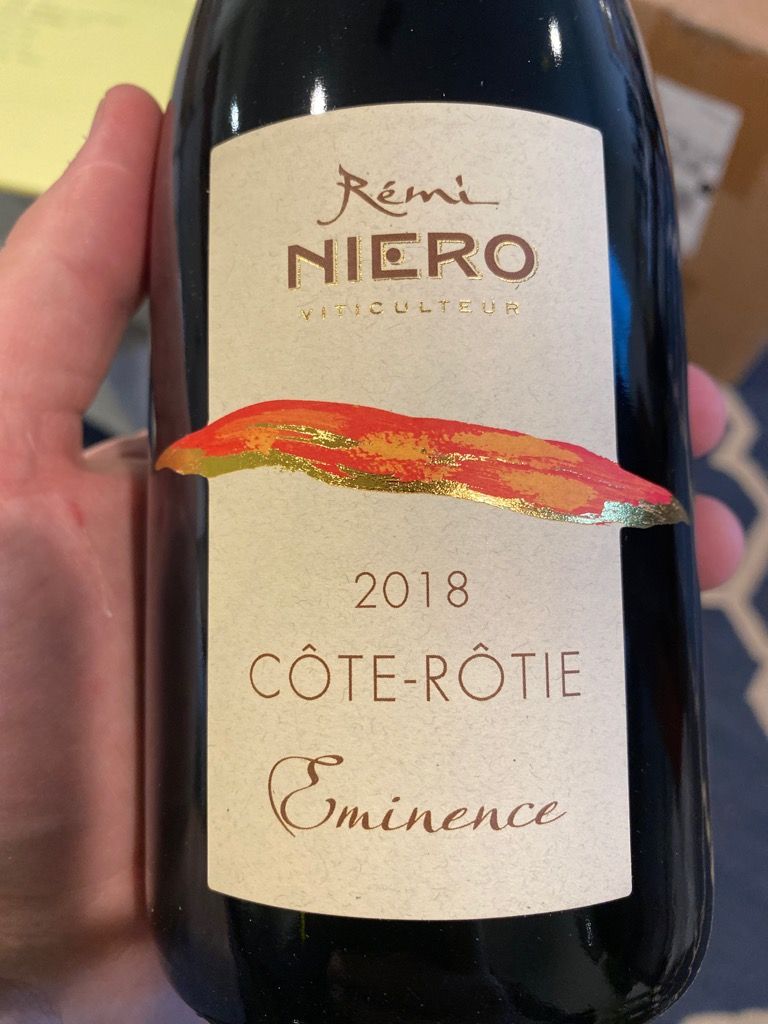 Rémi
NIERO
VITICULTEUR
2018
CÔTE-RÔTIE
Eminence